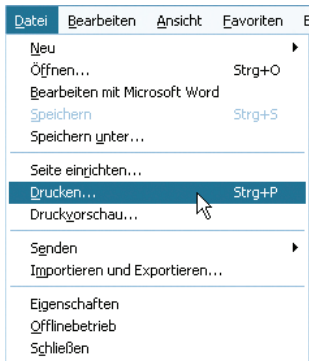 Datei Bearbeiten Ansicht Favoriten
Neu
Öffnen... Strg+O
Bearbeiten mit Microsoft Word
Speichern Strg+S
Speichern unter...
Seite einrichten...
Drucken... Strg+P
Druckvorschau...
Senden
Importieren und Exportieren...
Eigenschaften
Offlinebetrieb
Schließen